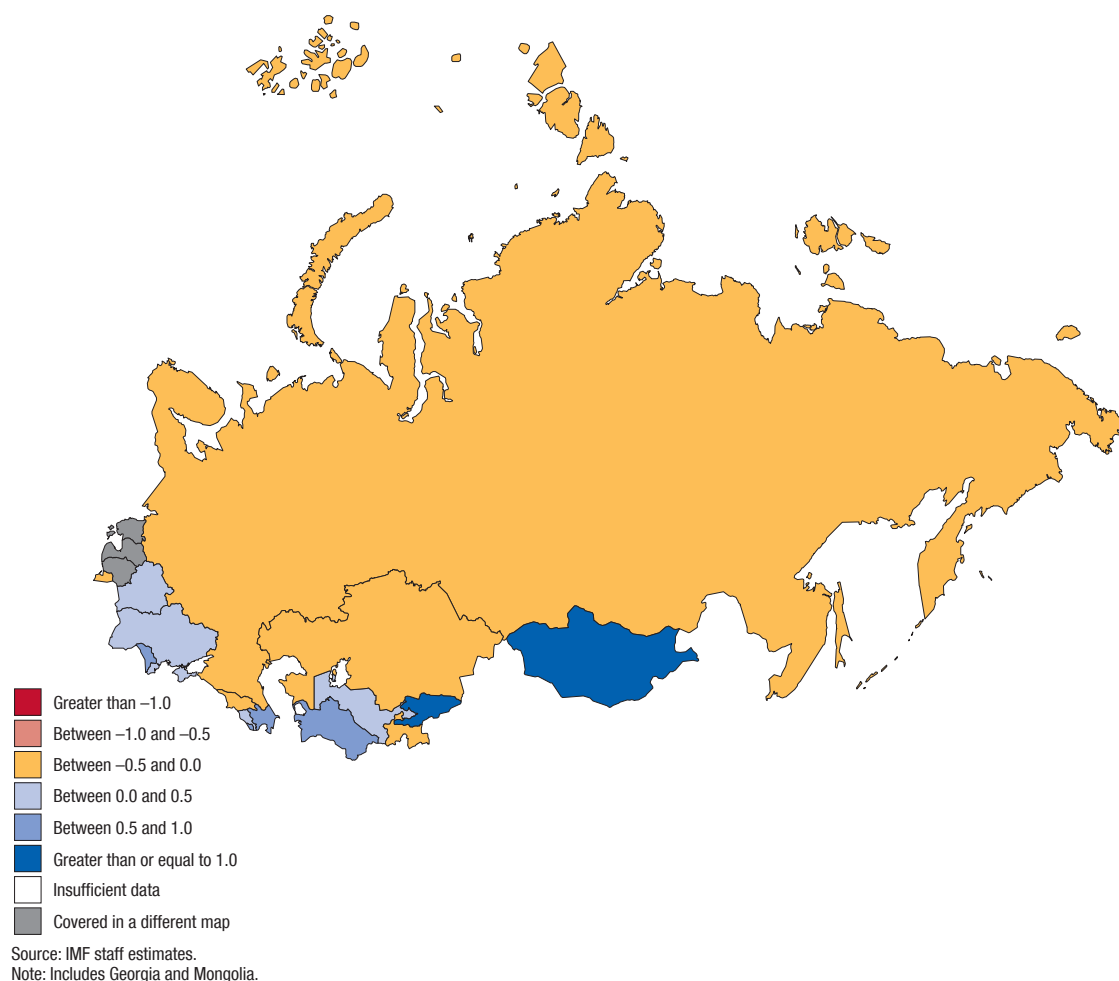 Greater than –1.0
Between –1.0 and –0.5
Between –0.5 and 0.0
Between 0.0 and 0.5
Between 0.5 and 1.0
Greater than or equal to 1.0
Insufficient data
Covered in a different map
Source: IMF staff estimates.
Note: Includes Georgia and Mongolia.